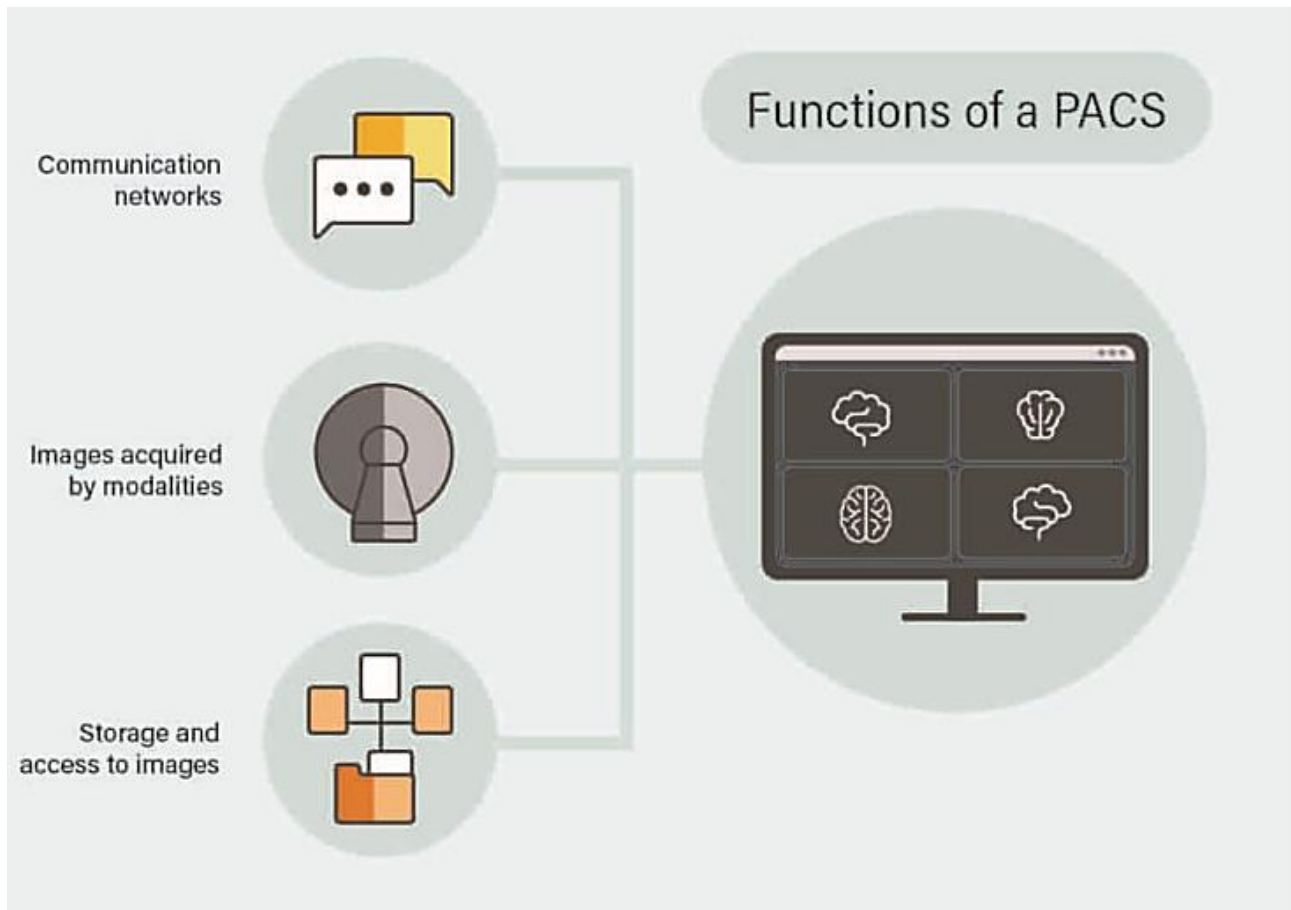 Functions of a PACS
Communication
networks
Images acquired
by modalities
Storage and
access to images